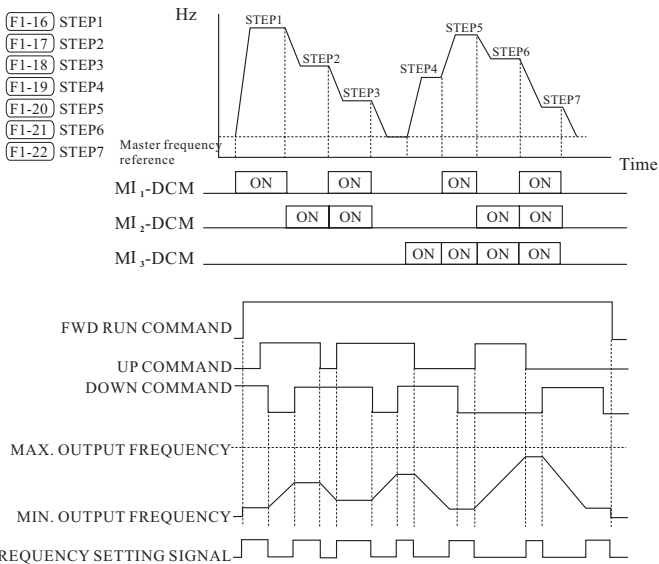 Hz
F1-16 STEP1
F1-17 STEP2
F1-18 STEP3
F1-19 STEP4
F1-20 STEP5
F1-21 STEP6
F1-22 STEP7
STEP1
STEP2
STEP3
STEP4
STEP5
STEP6
STEP7
Master frequency
reference
Time
MI1-DCM ON ON ON ON
MI2-DCM ON ON ON ON
MI3-DCM ON ON ON ON
FWD RUN COMMAND
UP COMMAND
DOWN COMMAND
MAX. OUTPUT FREQUENCY
MIN. OUTPUT FREQUENCY
REQUENCY SETTING SIGNAL